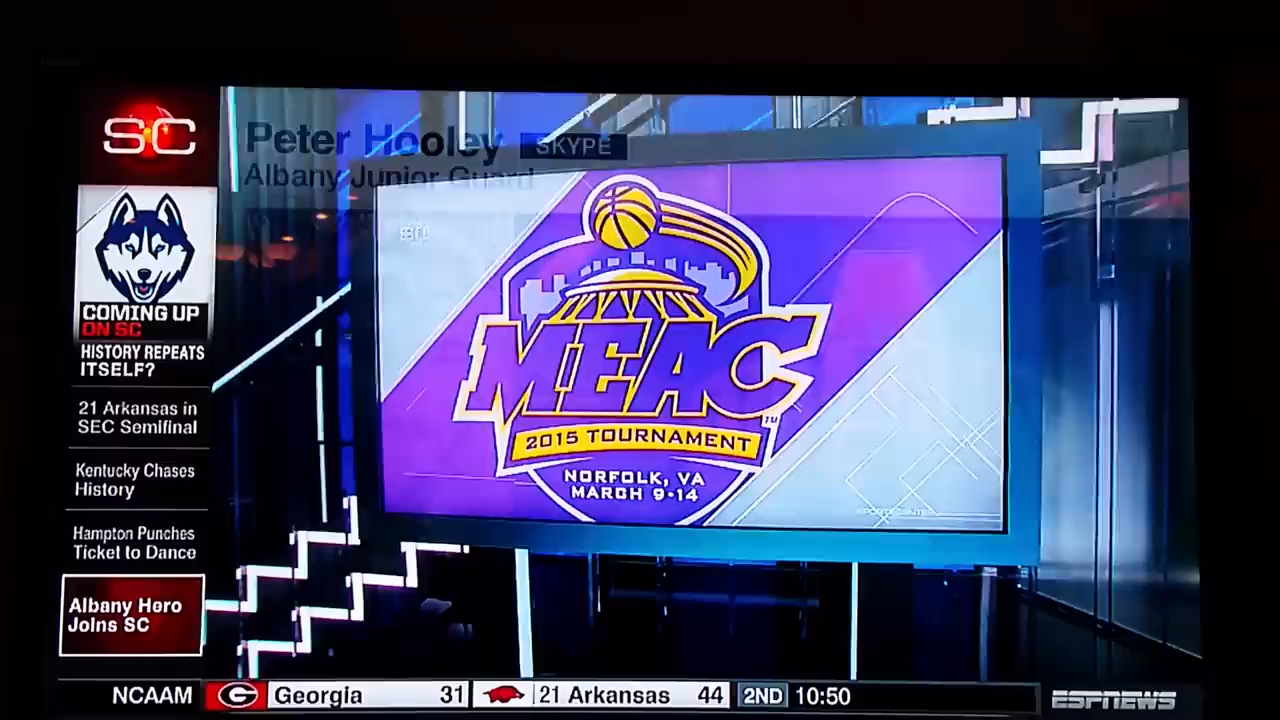 SC
COMING UP
ON SC
HISTORY REPEATS
ITSELF?
21 Arkansas in
SEC Semifinal
Kentucky Chases
History
Hampton Punches
Ticket to Dance
Albany Hero
Joins SC
Peter Hooley SKYPE
Albany Junior Guard
MEAC
TM
2015 TOURNAMENT
NORFOLK, VA
MARCH 9-14
SPORTSCENTER
NCAAM G Georgia 31 21 Arkansas 44 2ND 10:50 ESPNEWS